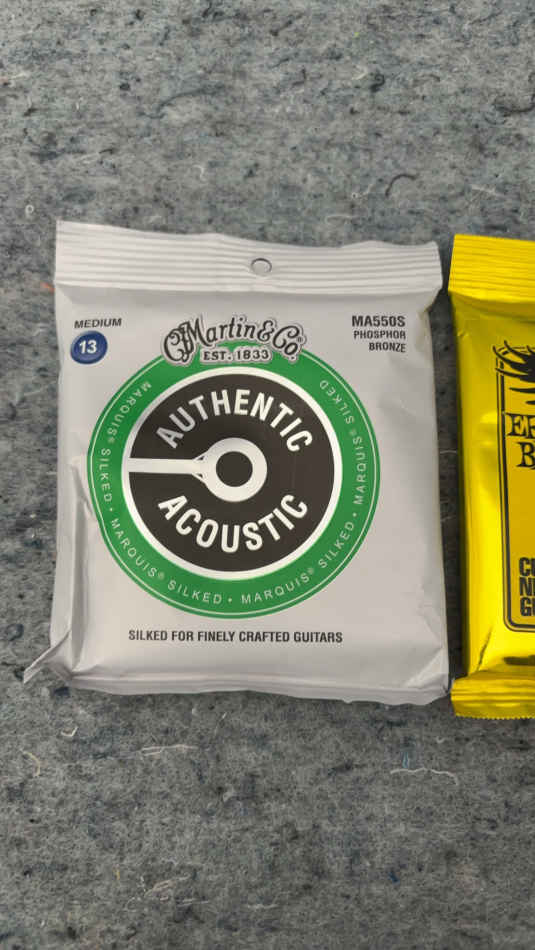 MEDIUM
13
Martin & Co.
EST. 1833
MA550S
PHOSPHOR
BRONZE
MARQUIS® SILKED • MARQUIS® SILKED • MARQUIS® SILKED • MARQUIS® SILKED
AUTHENTIC
ACOUSTIC
SILKED FOR FINELY CRAFTED GUITARS